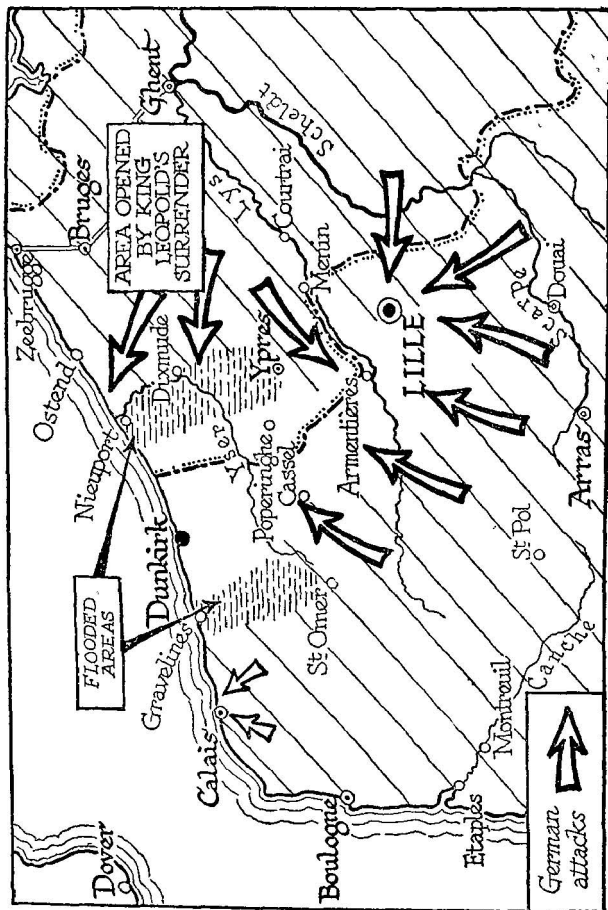 Dover
Zeebrugge
Bruges
Ghent
Ostend
AREA OPENED
BY KING
LEOPOLD'S
SURRENDER
Nieuport
Dixmude
FLOODED
AREAS
Dunkirk
Gravelines
Calais
Yser
Ypres
Lys
Courtrai
Scheldt
Menin
Poperinghe
Cassel
Armentières
St Omer
LILLE
Boulogne
Scarpe
Douai
St Pol
Arras
Montreuil
Etaples
Canche
German
attacks